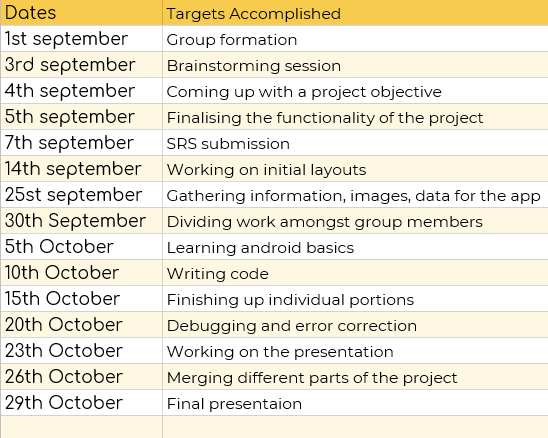 Dates Targets Accomplished
1st september Group formation
3rd september Brainstorming session
4th september Coming up with a project objective
5th september Finalising the functionality of the project
7th september SRS submission
14th september Working on initial layouts
25st september Gathering information, images, data for the app
30th September Dividing work amongst group members
5th October Learning android basics
10th October Writing code
15th October Finishing up individual portions
20th October Debugging and error correction
23th October Working on the presentation
26th October Merging different parts of the project
29th October Final presentaion